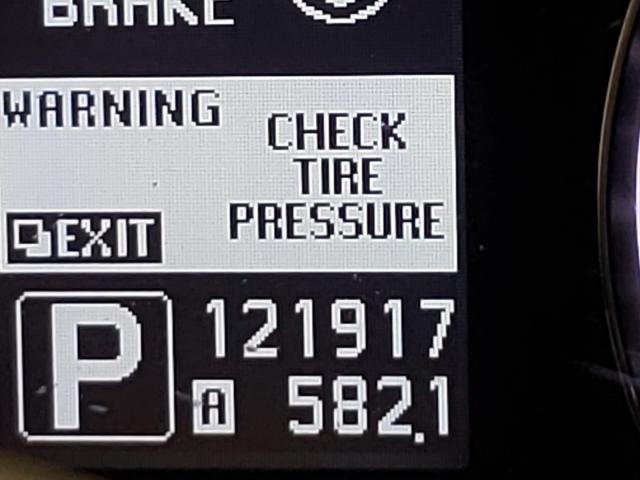 BRAKE
WARNING
CHECK
TIRE
PRESSURE
EXIT
P
121917
A 582.1